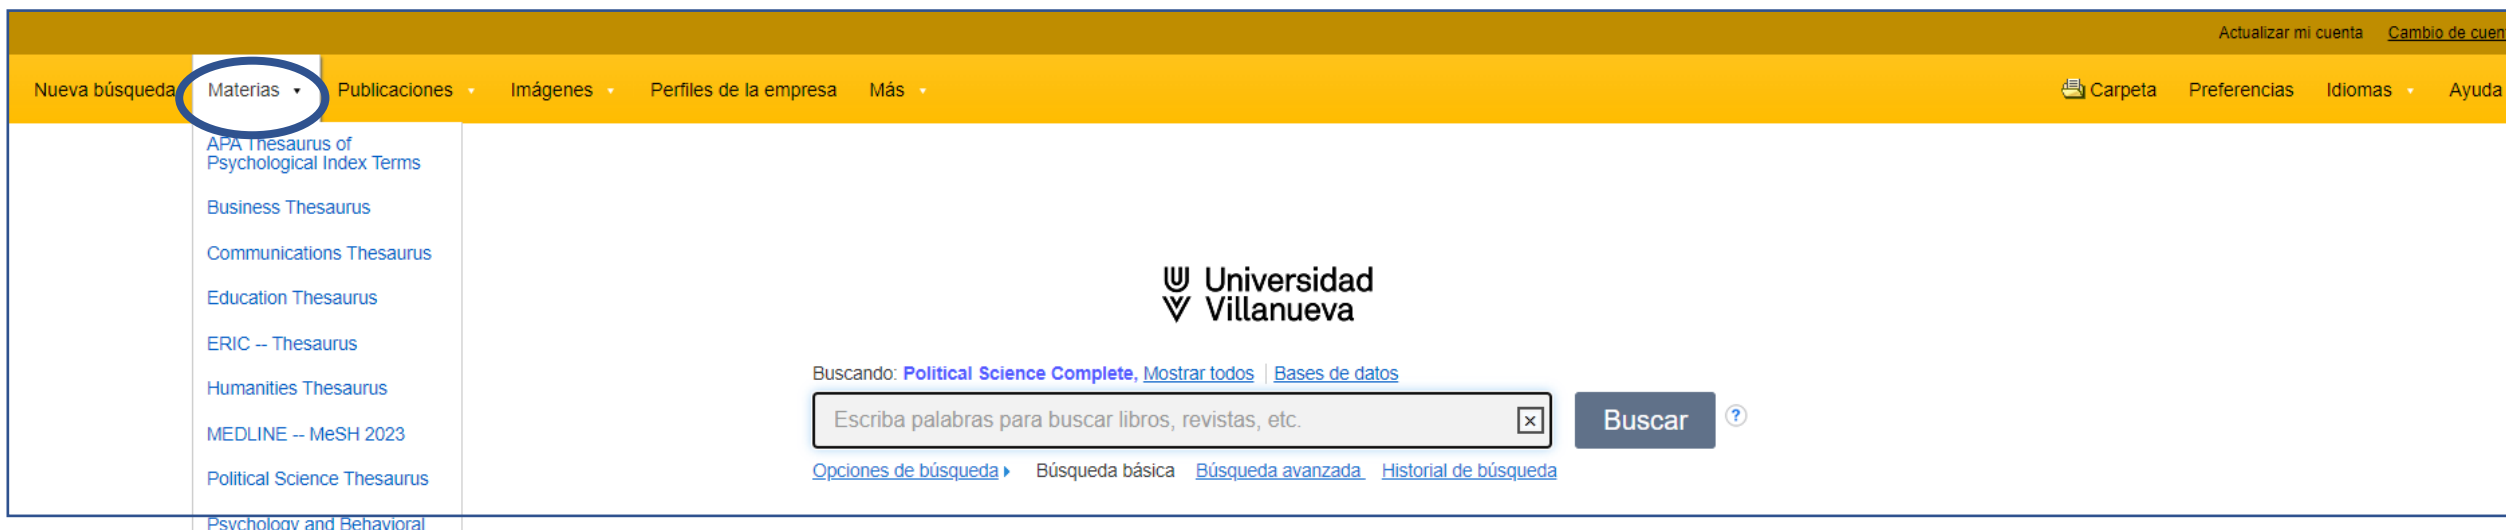 Actualizar mi cuenta Cambio de cuen
Nueva búsqueda Materias Publicaciones Imágenes Perfiles de la empresa Más Carpeta Preferencias Idiomas Ayuda
APA Thesaurus of
Psychological Index Terms
Business Thesaurus
Communications Thesaurus
Education Thesaurus
ERIC -- Thesaurus
Humanities Thesaurus
MEDLINE -- MeSH 2023
Political Science Thesaurus
Psychology and Behavioral
Universidad
Villanueva
Buscando: Political Science Complete, Mostrar todos Bases de datos
Escriba palabras para buscar libros, revistas, etc. Buscar ?
Opciones de búsqueda Búsqueda básica Búsqueda avanzada Historial de búsqueda